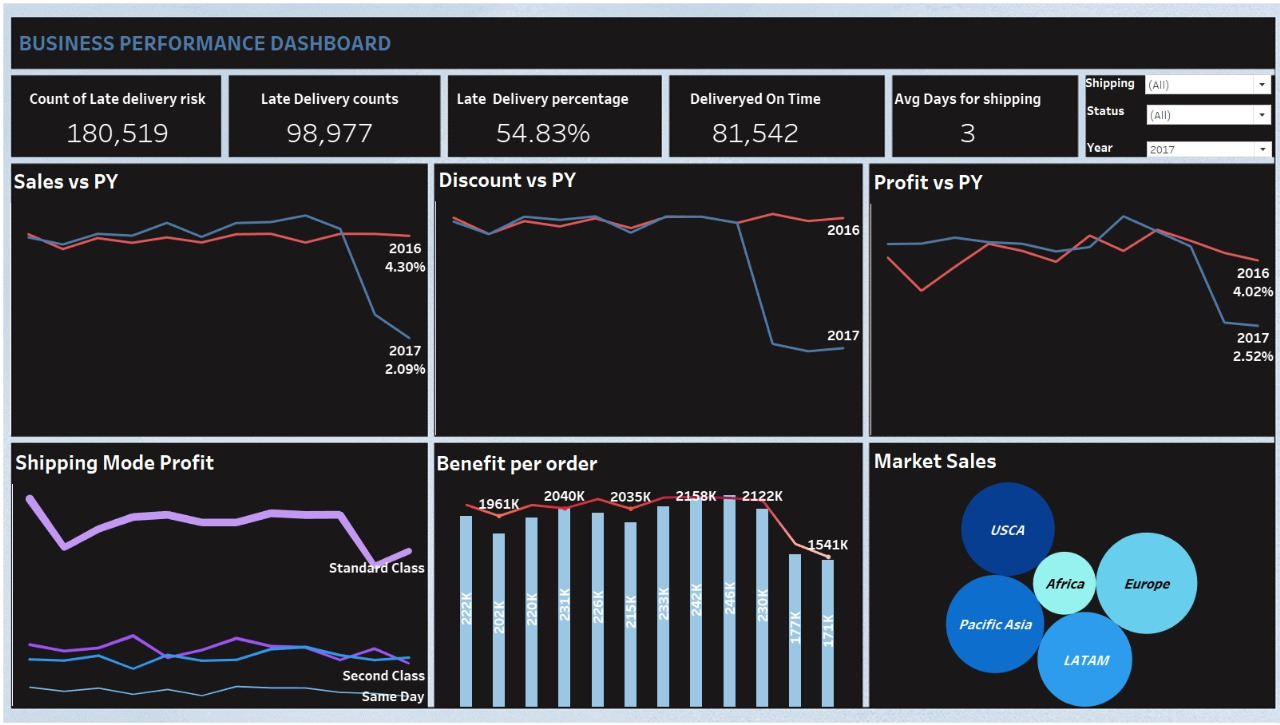 BUSINESS PERFORMANCE DASHBOARD
Count of Late delivery risk
180,519
Late Delivery counts
98,977
Late  Delivery percentage
54.83%
Deliveryed On Time
81,542
Avg Days for shipping
3
Shipping (All)
Status (All)
Year 2017
Sales vs PY
2016
4.30%
2017
2.09%
Discount vs PY
2016
2017
Profit vs PY
2016
4.02%
2017
2.52%
Shipping Mode Profit
Standard Class
Second Class
Same Day
Benefit per order
1961K
2040K
2035K
2158K
2122K
1541K
222K
202K
220K
231K
226K
215K
233K
242K
246K
230K
177K
171K
Market Sales
USCA
Africa
Europe
Pacific Asia
LATAM